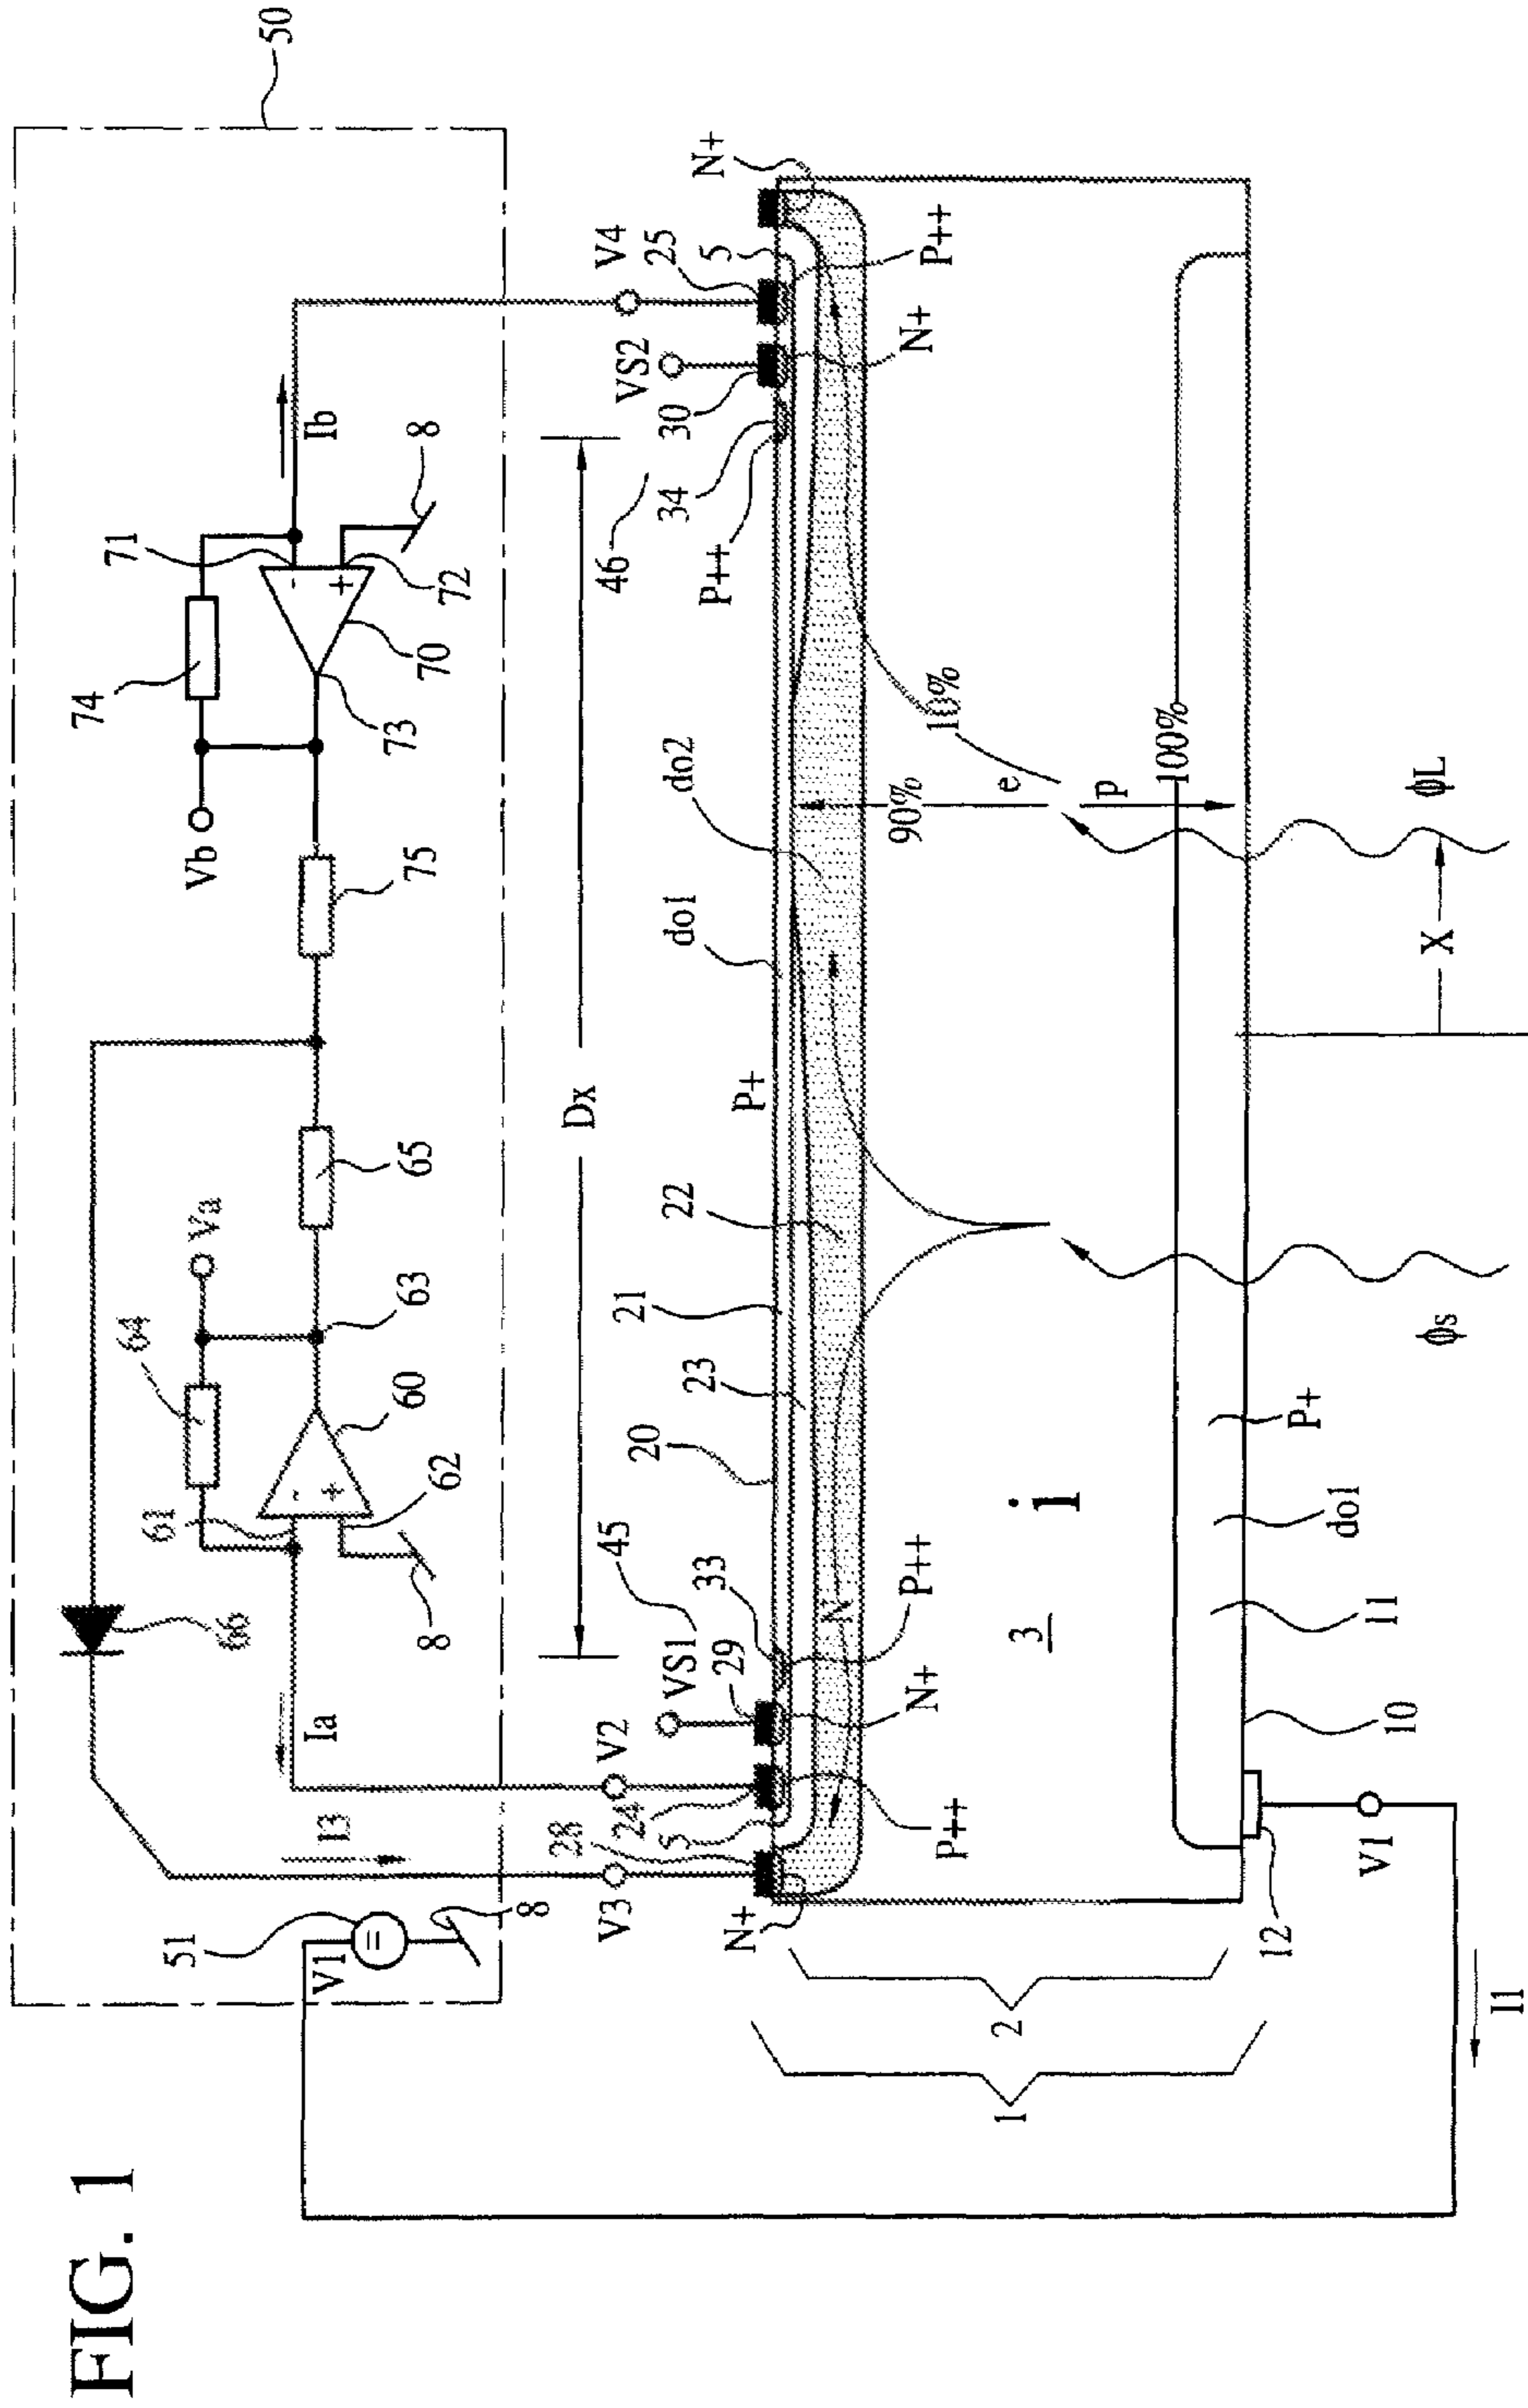 FIG. 1
50
51
V1
8
I3
Ia
66
61
62
8
60
64
63
Va
65
75
Vb
74
73
70
71
72
8
Ib
V3
V2
VS1
45
Dx
46
VS2
V4
N+
28
5
24
29
33
20
23
21
22
P+
do1
do2
P++
34
30
25
5
N+
P++
N+
N+
P++
N
P++
3
i
90%
10%
e
p
100%
1
2
12
10
11
do1
P+
V1
I1
ϕs
X
ϕL